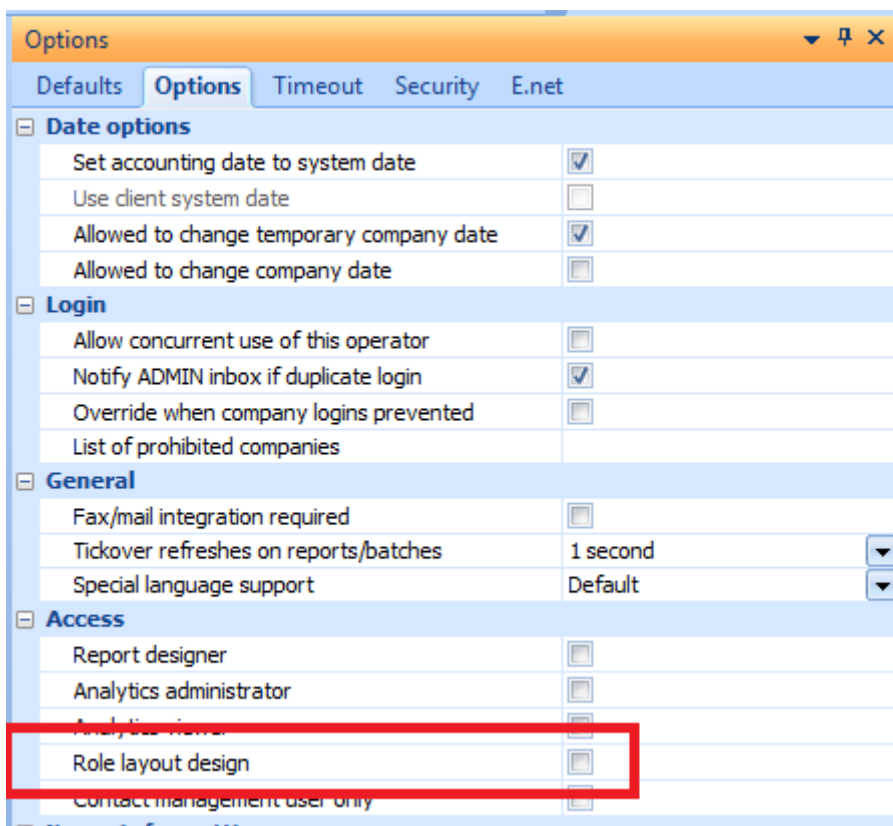 Options
Defaults Options Timeout Security E.net
Date options
Set accounting date to system date
Use client system date
Allowed to change temporary company date
Allowed to change company date
Login
Allow concurrent use of this operator
Notify ADMIN inbox if duplicate login
Override when company logins prevented
List of prohibited companies
General
Fax/mail integration required
Tickover refreshes on reports/batches 1 second
Special language support Default
Access
Report designer
Analytics administrator
Analytics viewer
Role layout design
Contact management user only